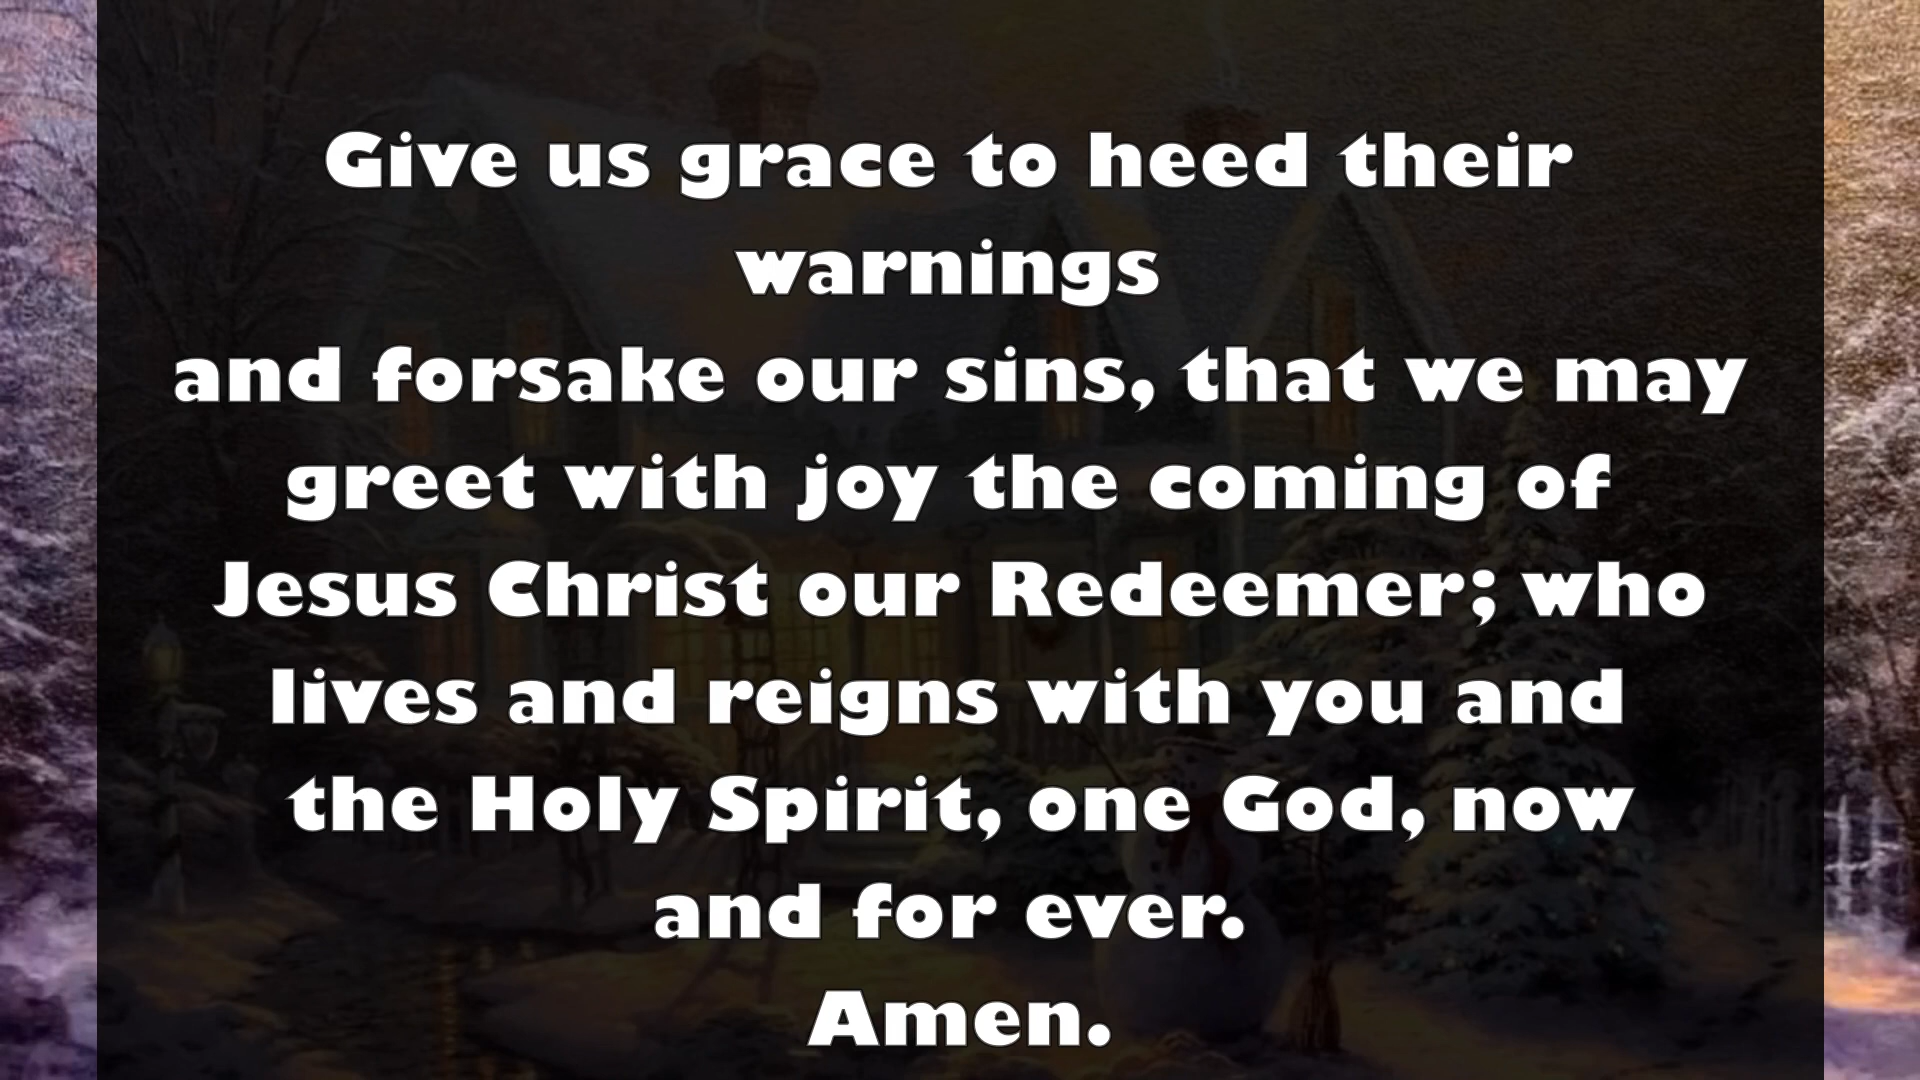 Give us grace to heed their
warnings
and forsake our sins, that we may
greet with joy the coming of
Jesus Christ our Redeemer; who
lives and reigns with you and
the Holy Spirit, one God, now
and for ever.
Amen.